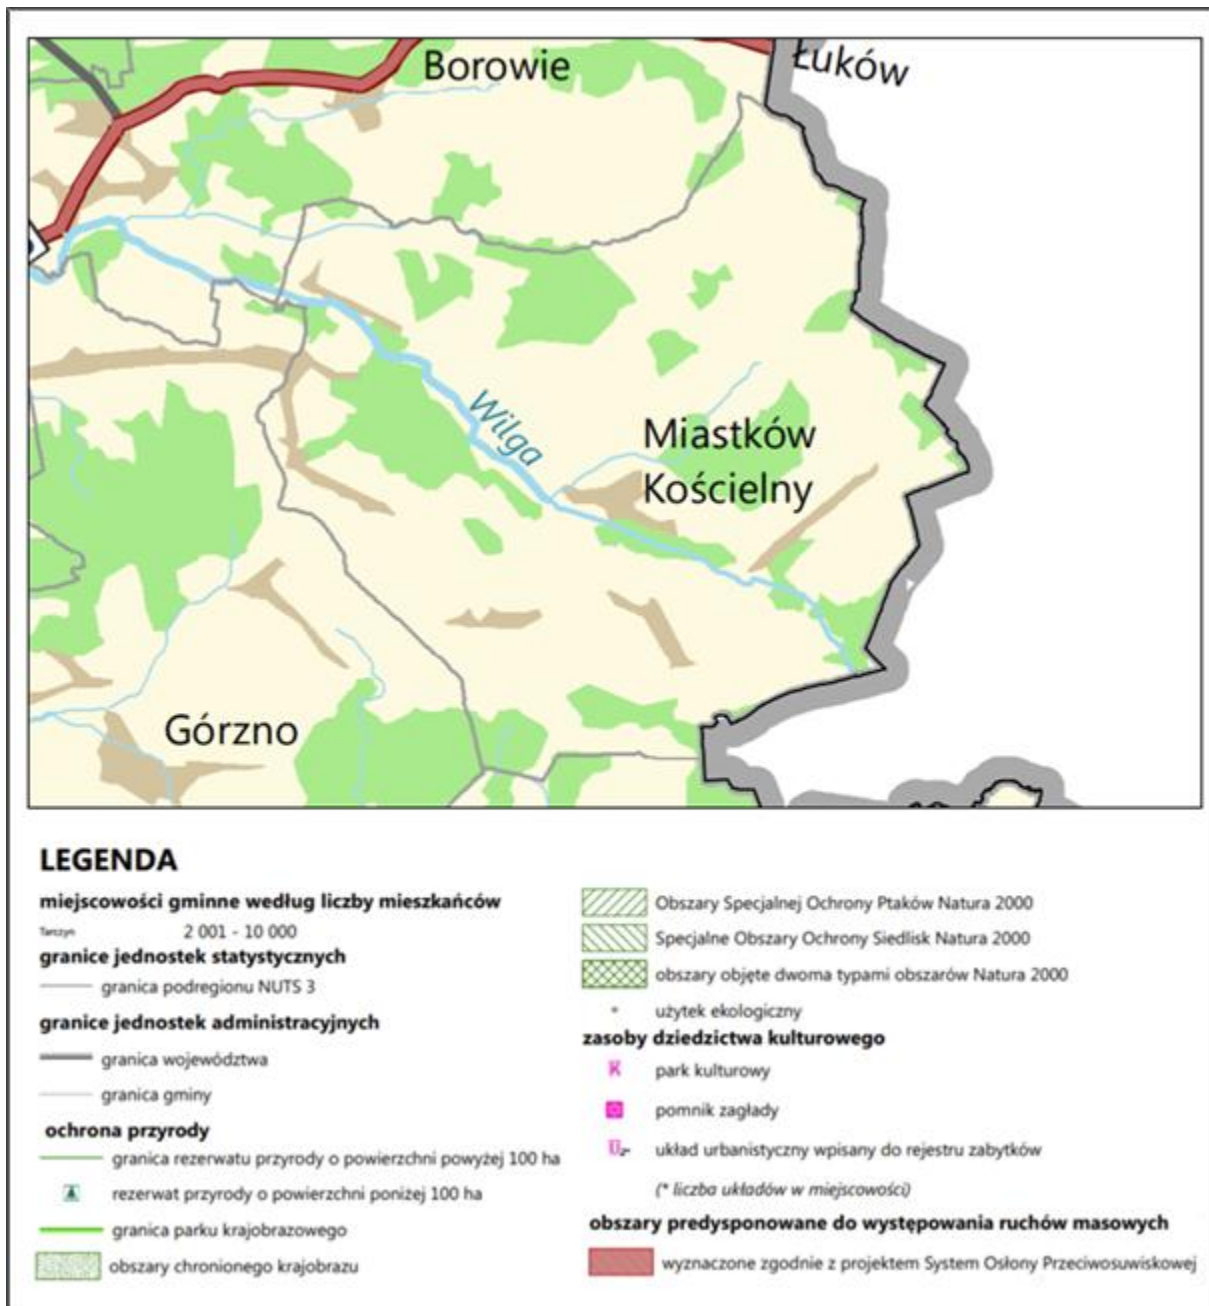 Borowie
Łuków
Wilga
Miastków
Kościelny
Górzno
LEGENDA
miejscowości gminne według liczby mieszkańców
Tarczyn 2 001 - 10 000
granice jednostek statystycznych
granica podregionu NUTS 3
granice jednostek administracyjnych
granica województwa
granica gminy
ochrona przyrody
granica rezerwatu przyrody o powierzchni powyżej 100 ha
rezerwat przyrody o powierzchni poniżej 100 ha
granica parku krajobrazowego
obszary chronionego krajobrazu
Obszary Specjalnej Ochrony Ptaków Natura 2000
Specjalne Obszary Ochrony Siedlisk Natura 2000
obszary objęte dwoma typami obszarów Natura 2000
użytek ekologiczny
zasoby dziedzictwa kulturowego
K park kulturowy
pomnik zagłady
układ urbanistyczny wpisany do rejestru zabytków
(* liczba układów w miejscowości)
obszary predysponowane do występowania ruchów masowych
wyznaczone zgodnie z projektem System Osłony Przeciwosuwiskowej